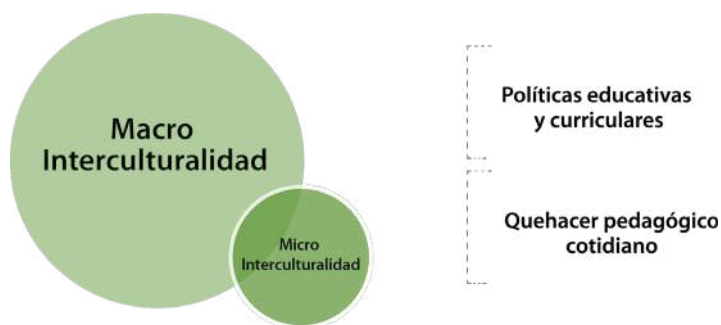 Macro
Interculturalidad
Micro
Interculturalidad
Políticas educativas
y curriculares
Quehacer pedagógico
cotidiano